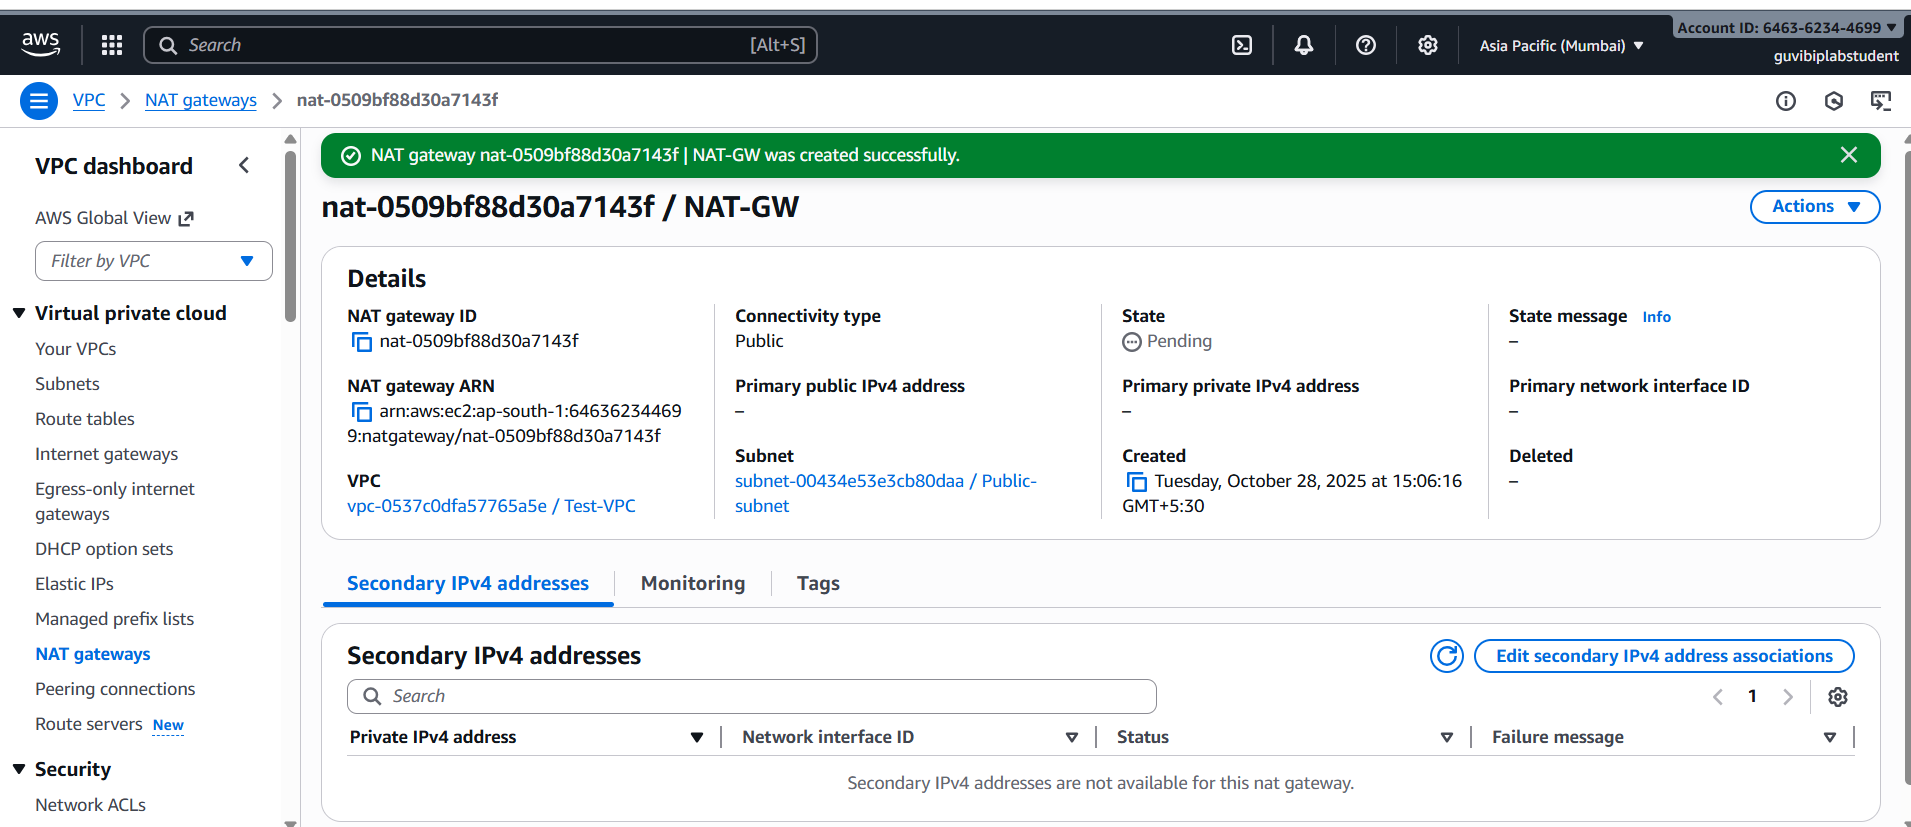 aws
Search [Alt+S]
Asia Pacific (Mumbai)
Account ID: 6463-6234-4699
guvibiplabstudent
VPC
NAT gateways
nat-0509bf88d30a7143f
VPC dashboard
AWS Global View
Filter by VPC
Virtual private cloud
Your VPCs
Subnets
Route tables
Internet gateways
Egress-only internet
gateways
DHCP option sets
Elastic IPs
Managed prefix lists
NAT gateways
Peering connections
Route servers New
Security
Network ACLs
NAT gateway nat-0509bf88d30a7143f | NAT-GW was created successfully.
nat-0509bf88d30a7143f / NAT-GW
Actions
Details
NAT gateway ID
nat-0509bf88d30a7143f
NAT gateway ARN
arn:aws:ec2:ap-south-1:64636234469
9:natgateway/nat-0509bf88d30a7143f
VPC
vpc-0537c0dfa57765a5e / Test-VPC
Connectivity type
Public
Primary public IPv4 address
–
Subnet
subnet-00434e53e3cb80daa / Public-
subnet
State
Pending
Primary private IPv4 address
–
Created
Tuesday, October 28, 2025 at 15:06:16
GMT+5:30
State message Info
–
Primary network interface ID
–
Deleted
–
Secondary IPv4 addresses
Monitoring
Tags
Secondary IPv4 addresses
Edit secondary IPv4 address associations
Search
1
Private IPv4 address
Network interface ID
Status
Failure message
Secondary IPv4 addresses are not available for this nat gateway.